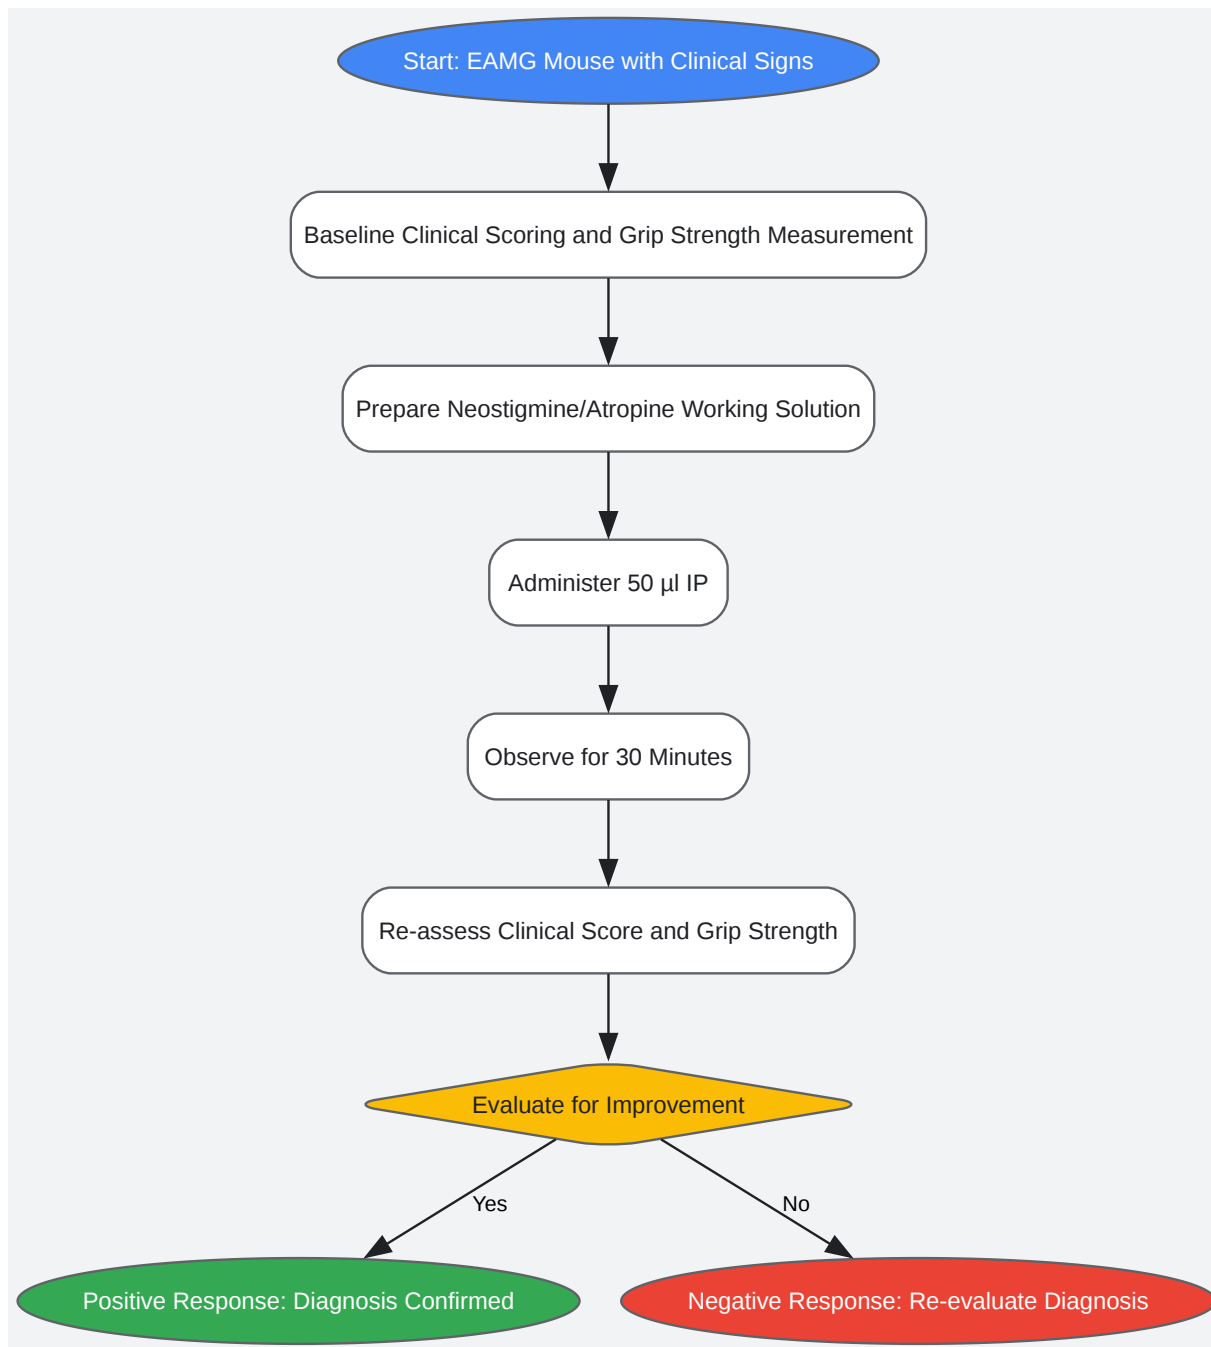 Start: EAMG Mouse with Clinical Signs
Baseline Clinical Scoring and Grip Strength Measurement
Prepare Neostigmine/Atropine Working Solution
Administer 50 µl IP
Observe for 30 Minutes
Re-assess Clinical Score and Grip Strength
Evaluate for Improvement
Yes
No
Positive Response: Diagnosis Confirmed
Negative Response: Re-evaluate Diagnosis